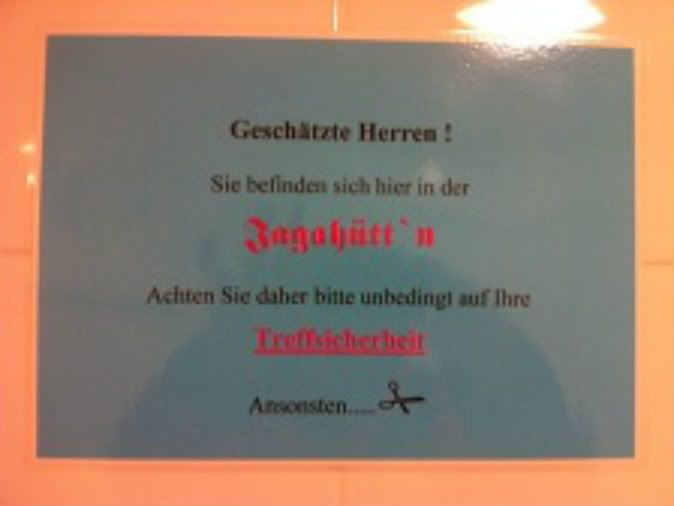 Geschätzte Herren !
Sie befinden sich hier in der
Jagahütt`n
Achten Sie daher bitte unbedingt auf Ihre
Treffsicherheit
Ansonsten.....